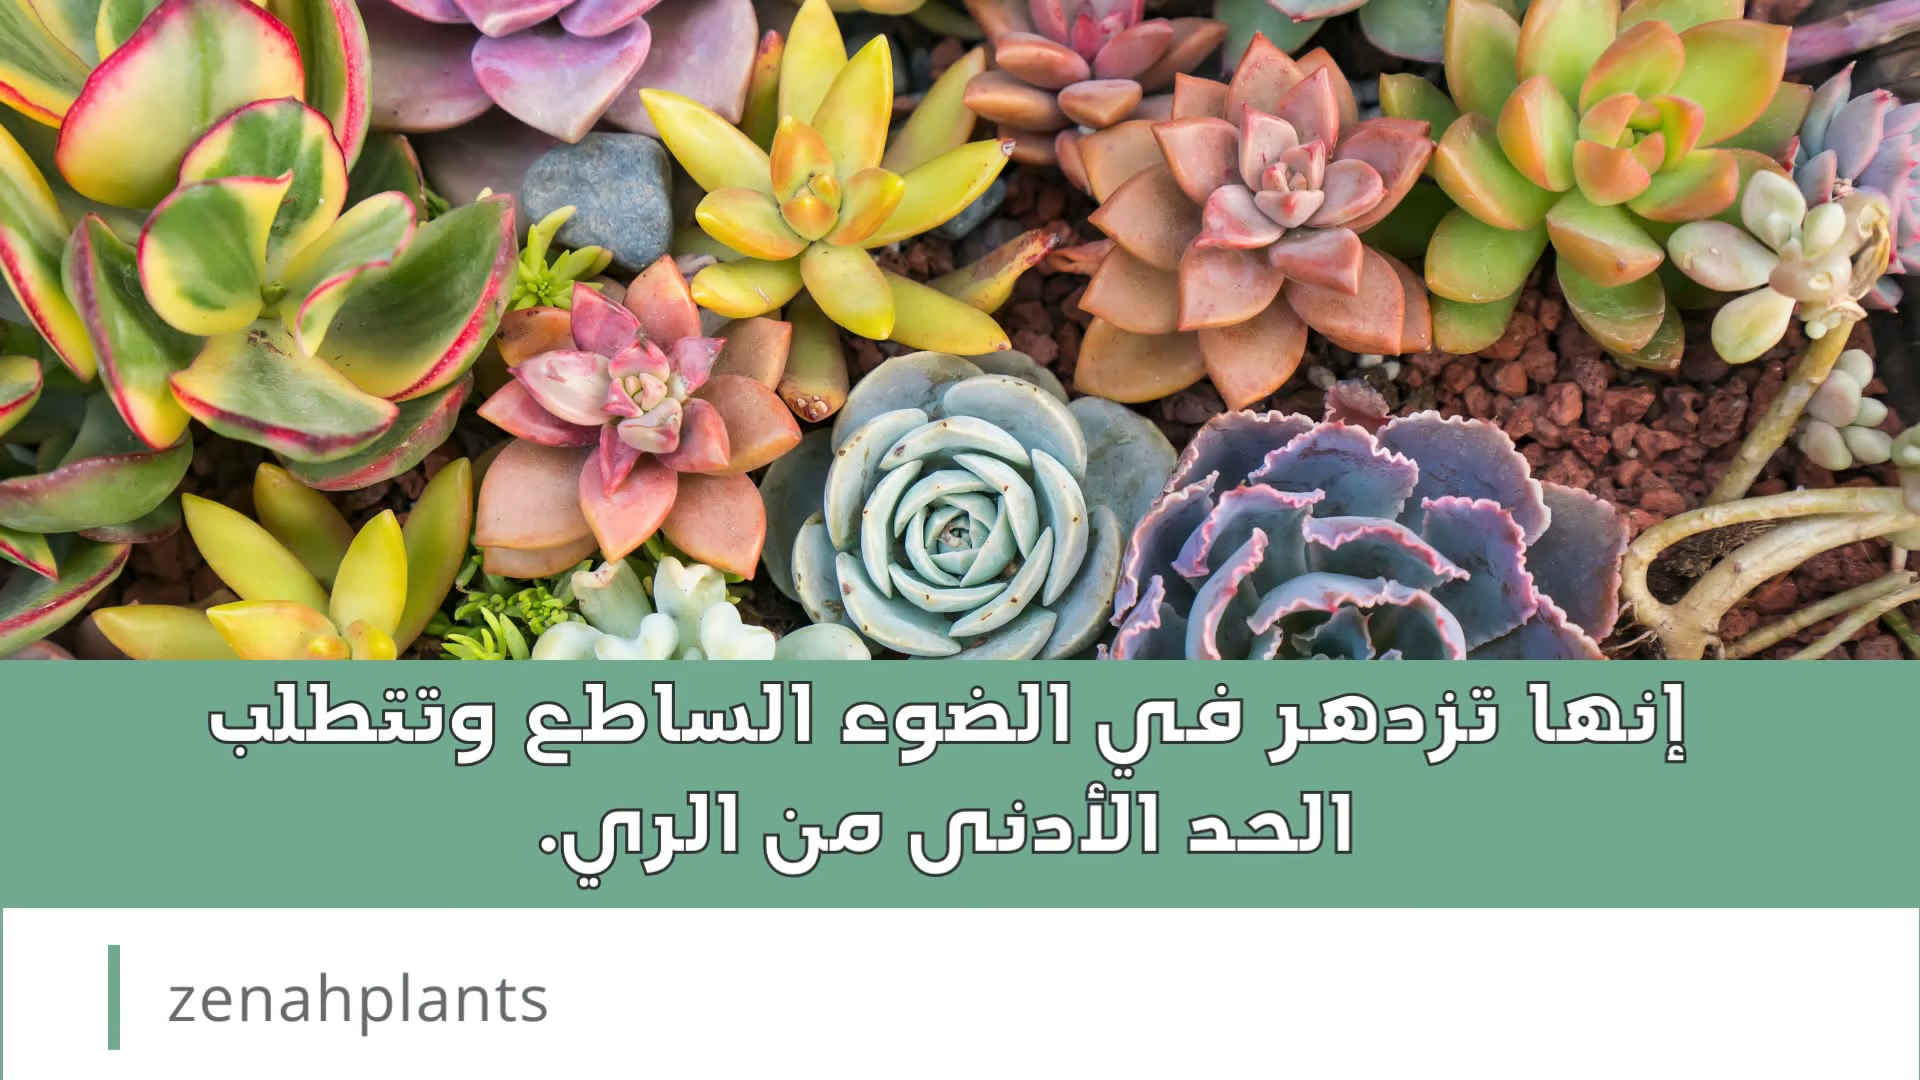 إنها تزدهر في الضوء الساطع وتتطلب
الحد الأدنى من الري.
zenahplants